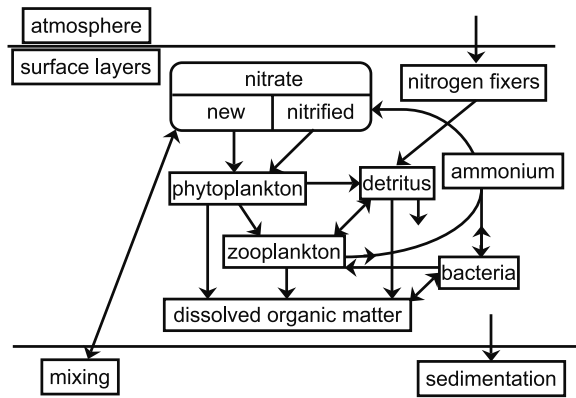 atmosphere
surface layers
nitrate
new
nitrified
nitrogen fixers
phytoplankton
detritus
ammonium
zooplankton
bacteria
dissolved organic matter
mixing
sedimentation